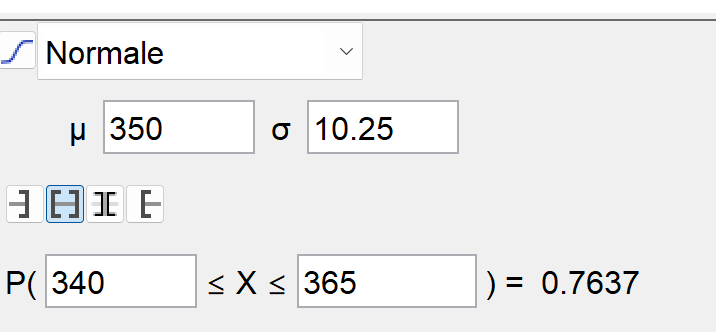 Normale
μ 350 σ 10.25
P( 340 ≤ X ≤ 365 ) = 0.7637